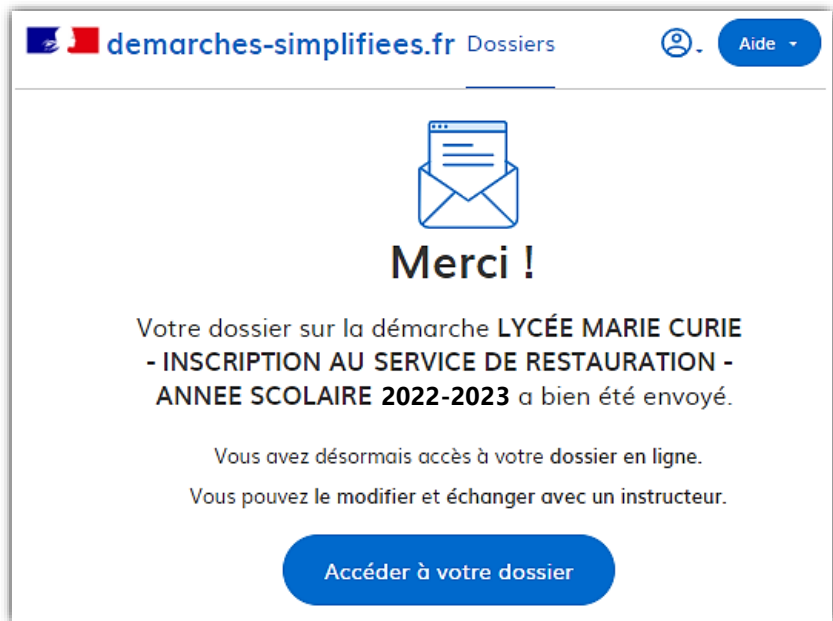 demarches-simplifiees.fr Dossiers Aide
Merci !
Votre dossier sur la démarche LYCÉE MARIE CURIE
- INSCRIPTION AU SERVICE DE RESTAURATION -
ANNEE SCOLAIRE 2022-2023 a bien été envoyé.
Vous avez désormais accès à votre dossier en ligne.
Vous pouvez le modifier et échanger avec un instructeur.
Accéder à votre dossier